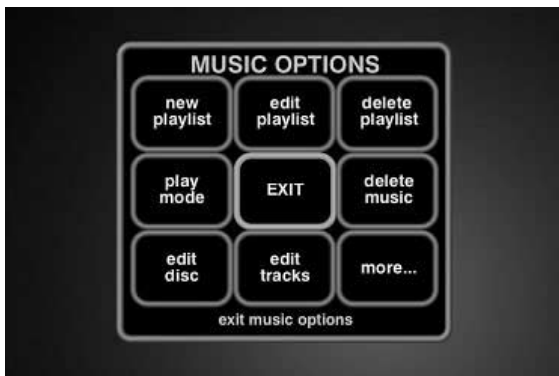 MUSIC OPTIONS
new
playlist
edit
playlist
delete
playlist
play
mode
EXIT
delete
music
edit
disc
edit
tracks
more...
exit music options